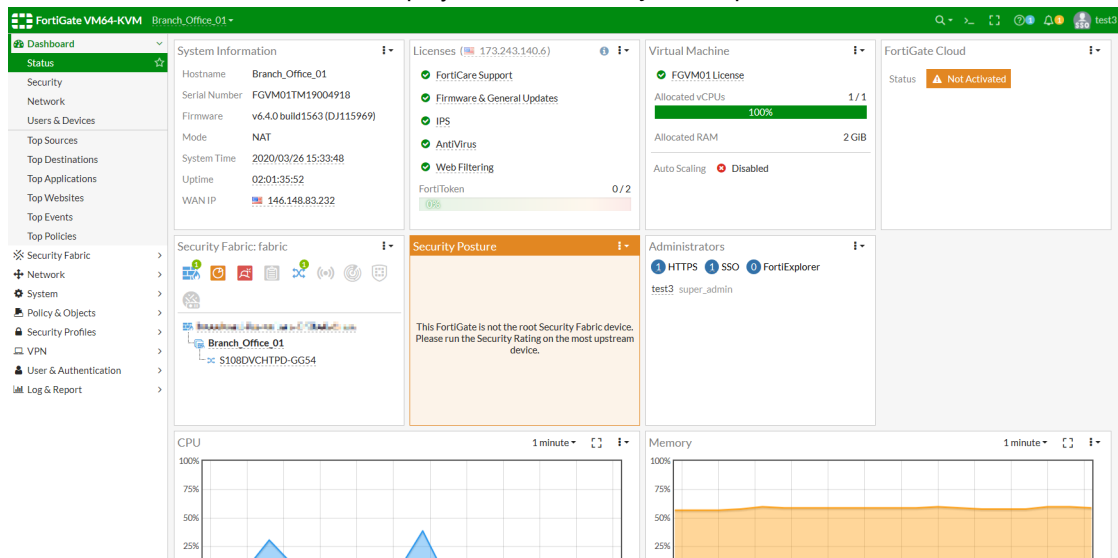 FortiGate VM64-KVM Branch_Office_01
1 1 SSO test3
Dashboard
Status
Security
Network
Users & Devices
Top Sources
Top Destinations
Top Applications
Top Websites
Top Events
Top Policies
Security Fabric
Network
System
Policy & Objects
Security Profiles
VPN
User & Authentication
Log & Report
System Information
Hostname Branch_Office_01
Serial Number FGVM01TM19004918
Firmware v6.4.0 build1563 (DJ115969)
Mode NAT
System Time 2020/03/26 15:33:48
Uptime 02:01:35:52
WAN IP 146.148.83.232
Licenses (173.243.140.6)
FortiCare Support
Firmware & General Updates
IPS
AntiVirus
Web Filtering
FortiToken 0/2
0%
Virtual Machine
FGVM01 License
Allocated vCPUs 1/1
100%
Allocated RAM 2 GiB
Auto Scaling Disabled
FortiGate Cloud
Status Not Activated
Security Fabric: fabric
1 1
Branch_Office_01
S108DVCHTPD-GG54
Security Posture
This FortiGate is not the root Security Fabric device.
Please run the Security Rating on the most upstream
device.
Administrators
1 HTTPS 1 SSO 0 FortiExplorer
test3 super_admin
CPU 1 minute
100%
75%
50%
25%
Memory 1 minute
100%
75%
50%
25%